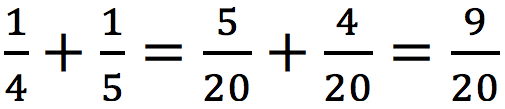 1/4 + 1/5 = 5/20 + 4/20 = 9/20